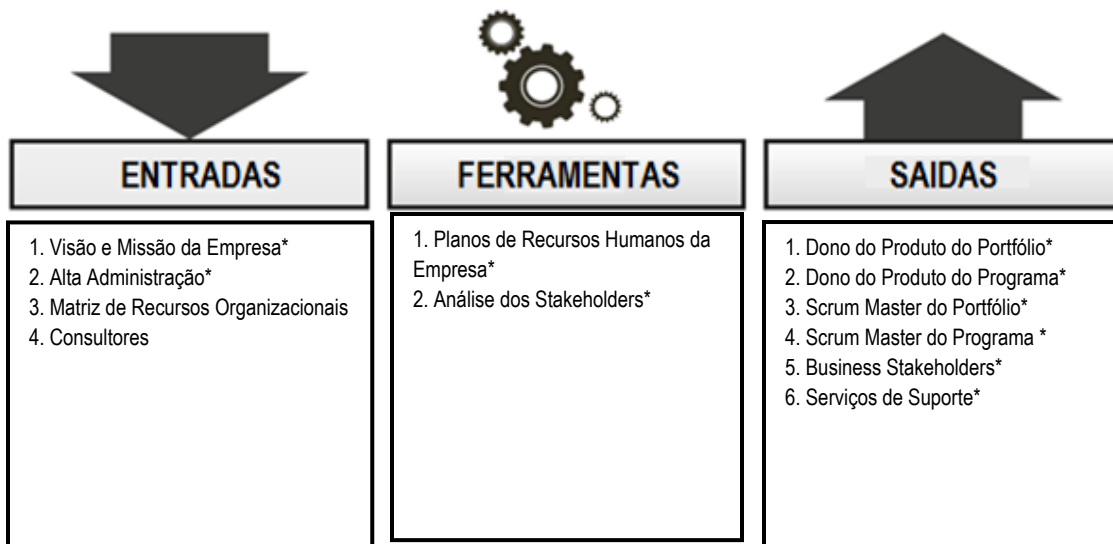 ENTRADAS
1. Visão e Missão da Empresa*
2. Alta Administração*
3. Matriz de Recursos Organizacionais
4. Consultores
FERRAMENTAS
1. Planos de Recursos Humanos da
Empresa*
2. Análise dos Stakeholders*
SAIDAS
1. Dono do Produto do Portfólio*
2. Dono do Produto do Programa*
3. Scrum Master do Portfólio*
4. Scrum Master do Programa *
5. Business Stakeholders*
6. Serviços de Suporte*